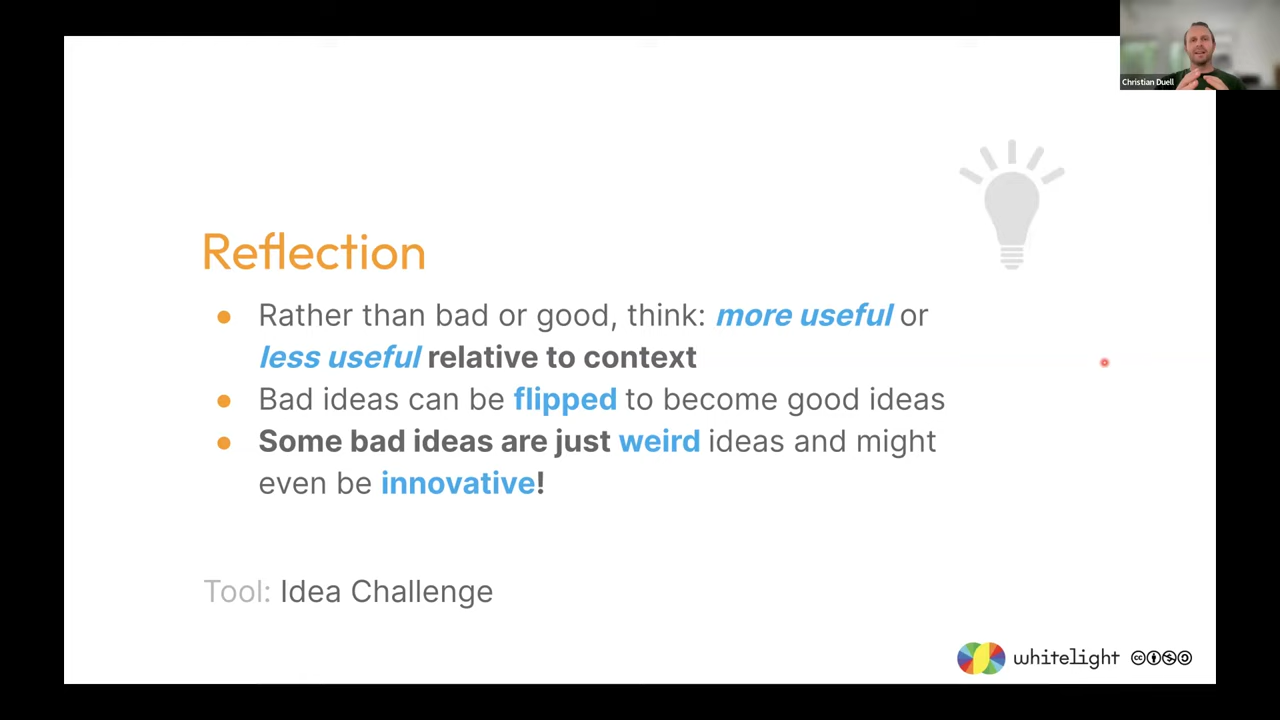 Christian Duell
Reflection
● Rather than bad or good, think: more useful or
less useful relative to context
● Bad ideas can be flipped to become good ideas
● Some bad ideas are just weird ideas and might
even be innovative!
Tool: Idea Challenge
whitelight